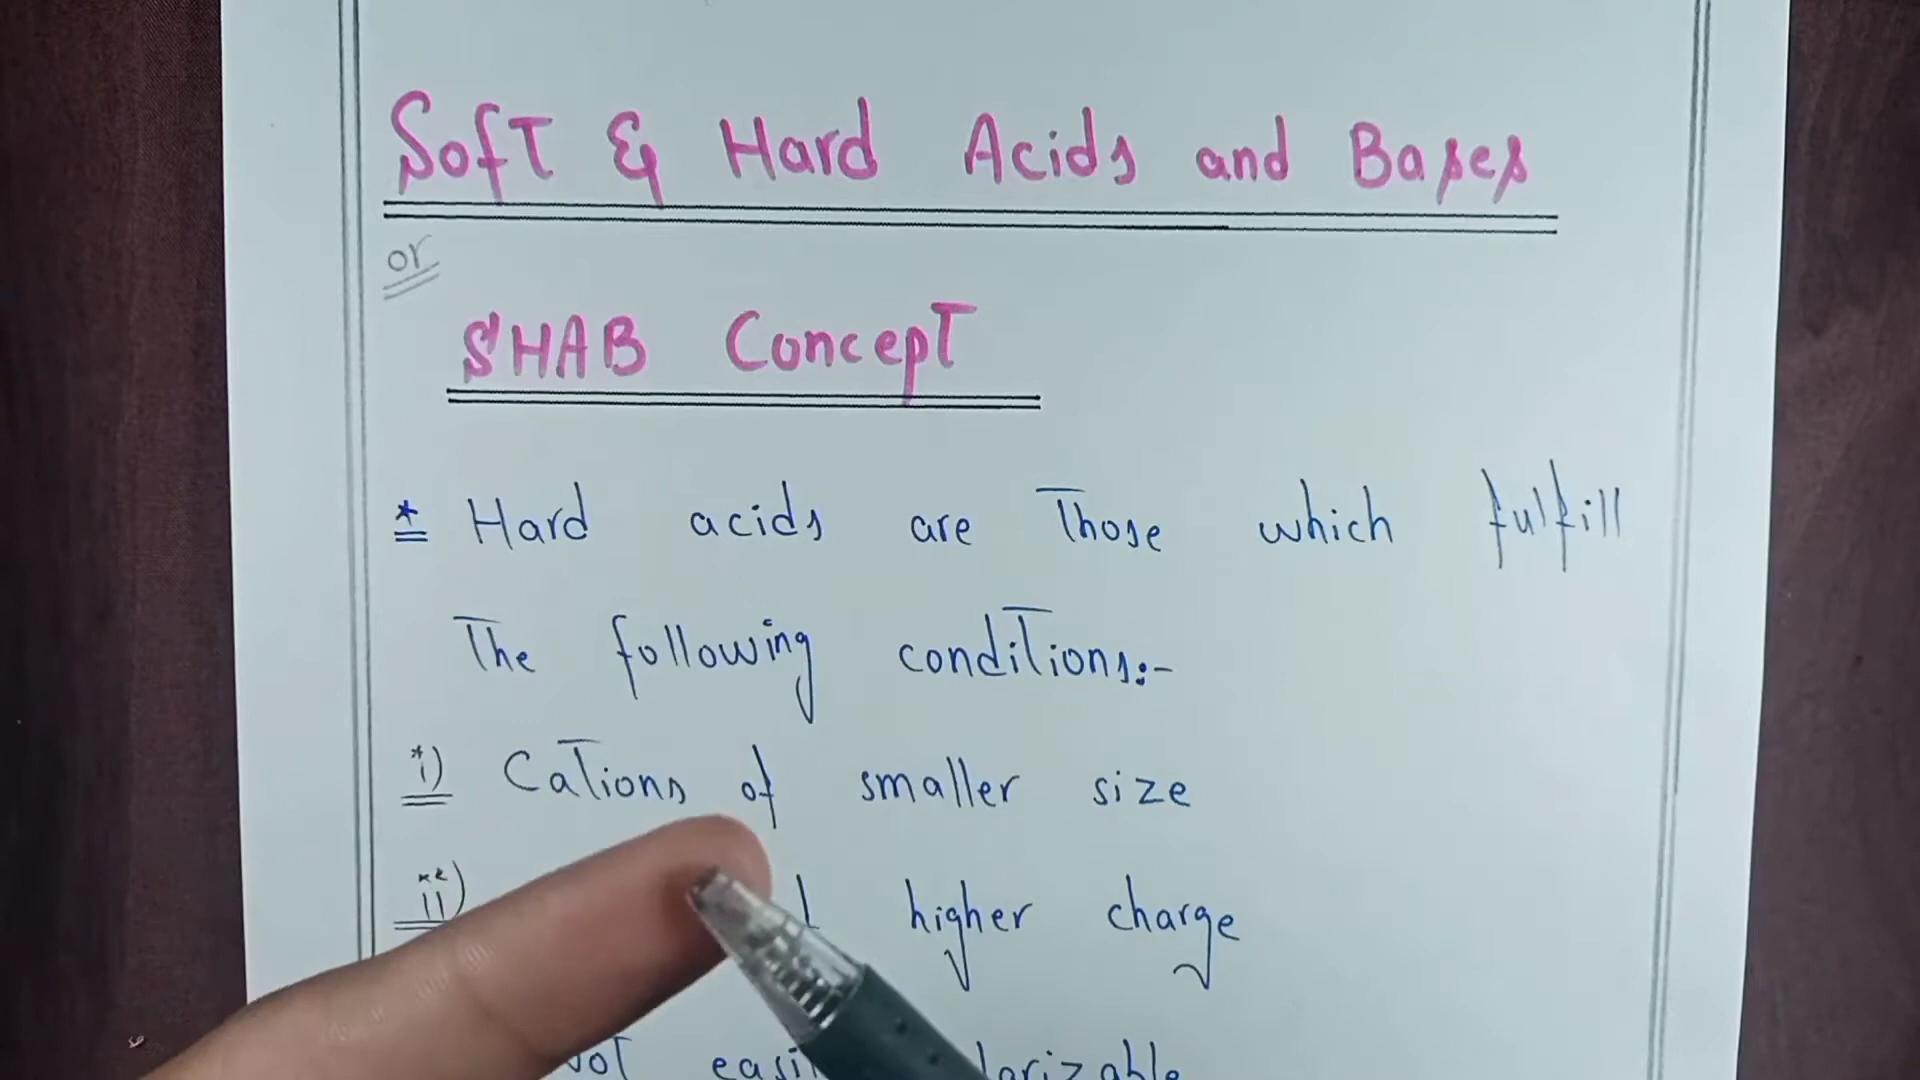 Soft & Hard Acids and Bases
or
SHAB Concept
* Hard acids are Those which fulfill
The following conditions:-
*i) Cations of smaller size
**ii) higher charge